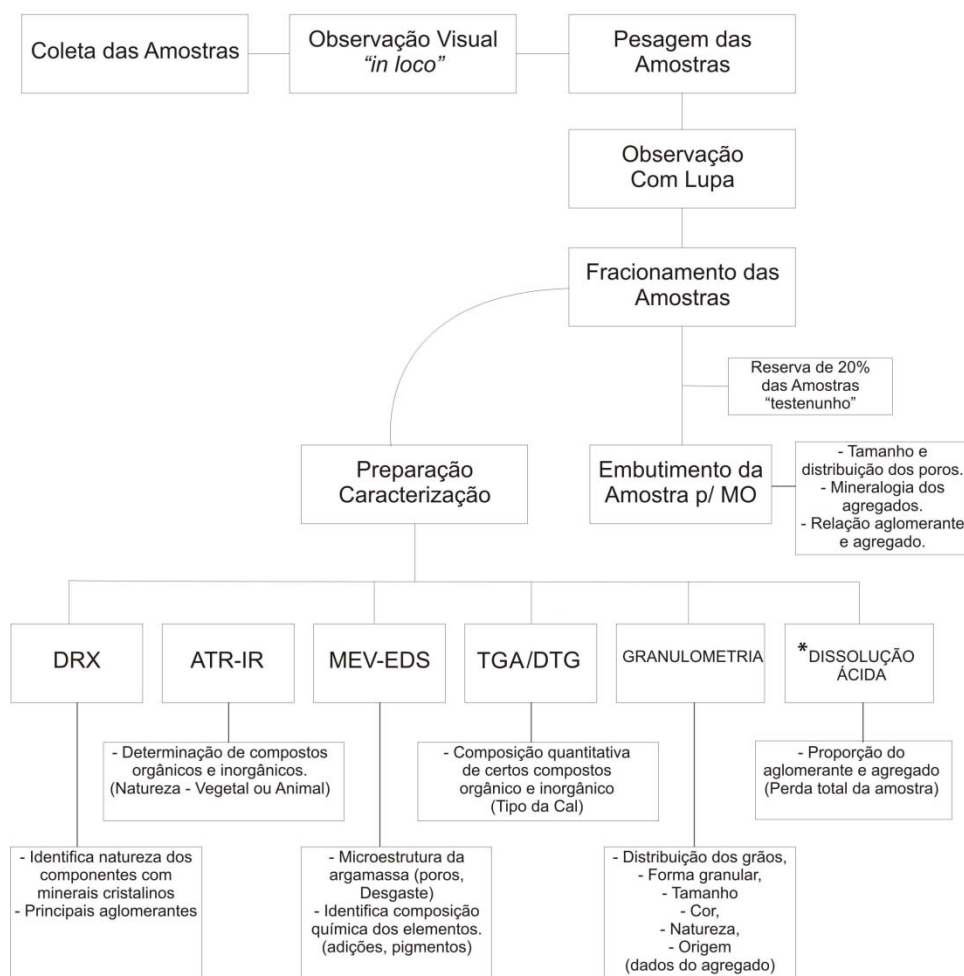 Coleta das Amostras
Observação Visual
“in loco”
Pesagem das
Amostras
Observação
Com Lupa
Fracionamento das
Amostras
Reserva de 20%
das Amostras
“testenunho”
Preparação
Caracterização
Embutimento da
Amostra p/ MO
- Tamanho e
distribuição dos poros.
- Mineralogia dos
agregados.
- Relação aglomerante
e agregado.
DRX
ATR-IR
MEV-EDS
TGA/DTG
GRANULOMETRIA
*DISSOLUÇÃO
ÁCIDA
- Determinação de compostos
orgânicos e inorgânicos.
(Natureza - Vegetal ou Animal)
- Composição quantitativa
de certos compostos
orgânico e inorgânico
(Tipo da Cal)
- Proporção do
aglomerante e agregado
(Perda total da amostra)
- Identifica natureza dos
componentes com
minerais cristalinos
- Principais aglomerantes
- Microestrutura da
argamassa (poros,
Desgaste)
- Identifica composição
química dos elementos.
(adições, pigmentos)
- Distribuição dos grãos,
- Forma granular,
- Tamanho
- Cor,
- Natureza,
- Origem
(dados do agregado)